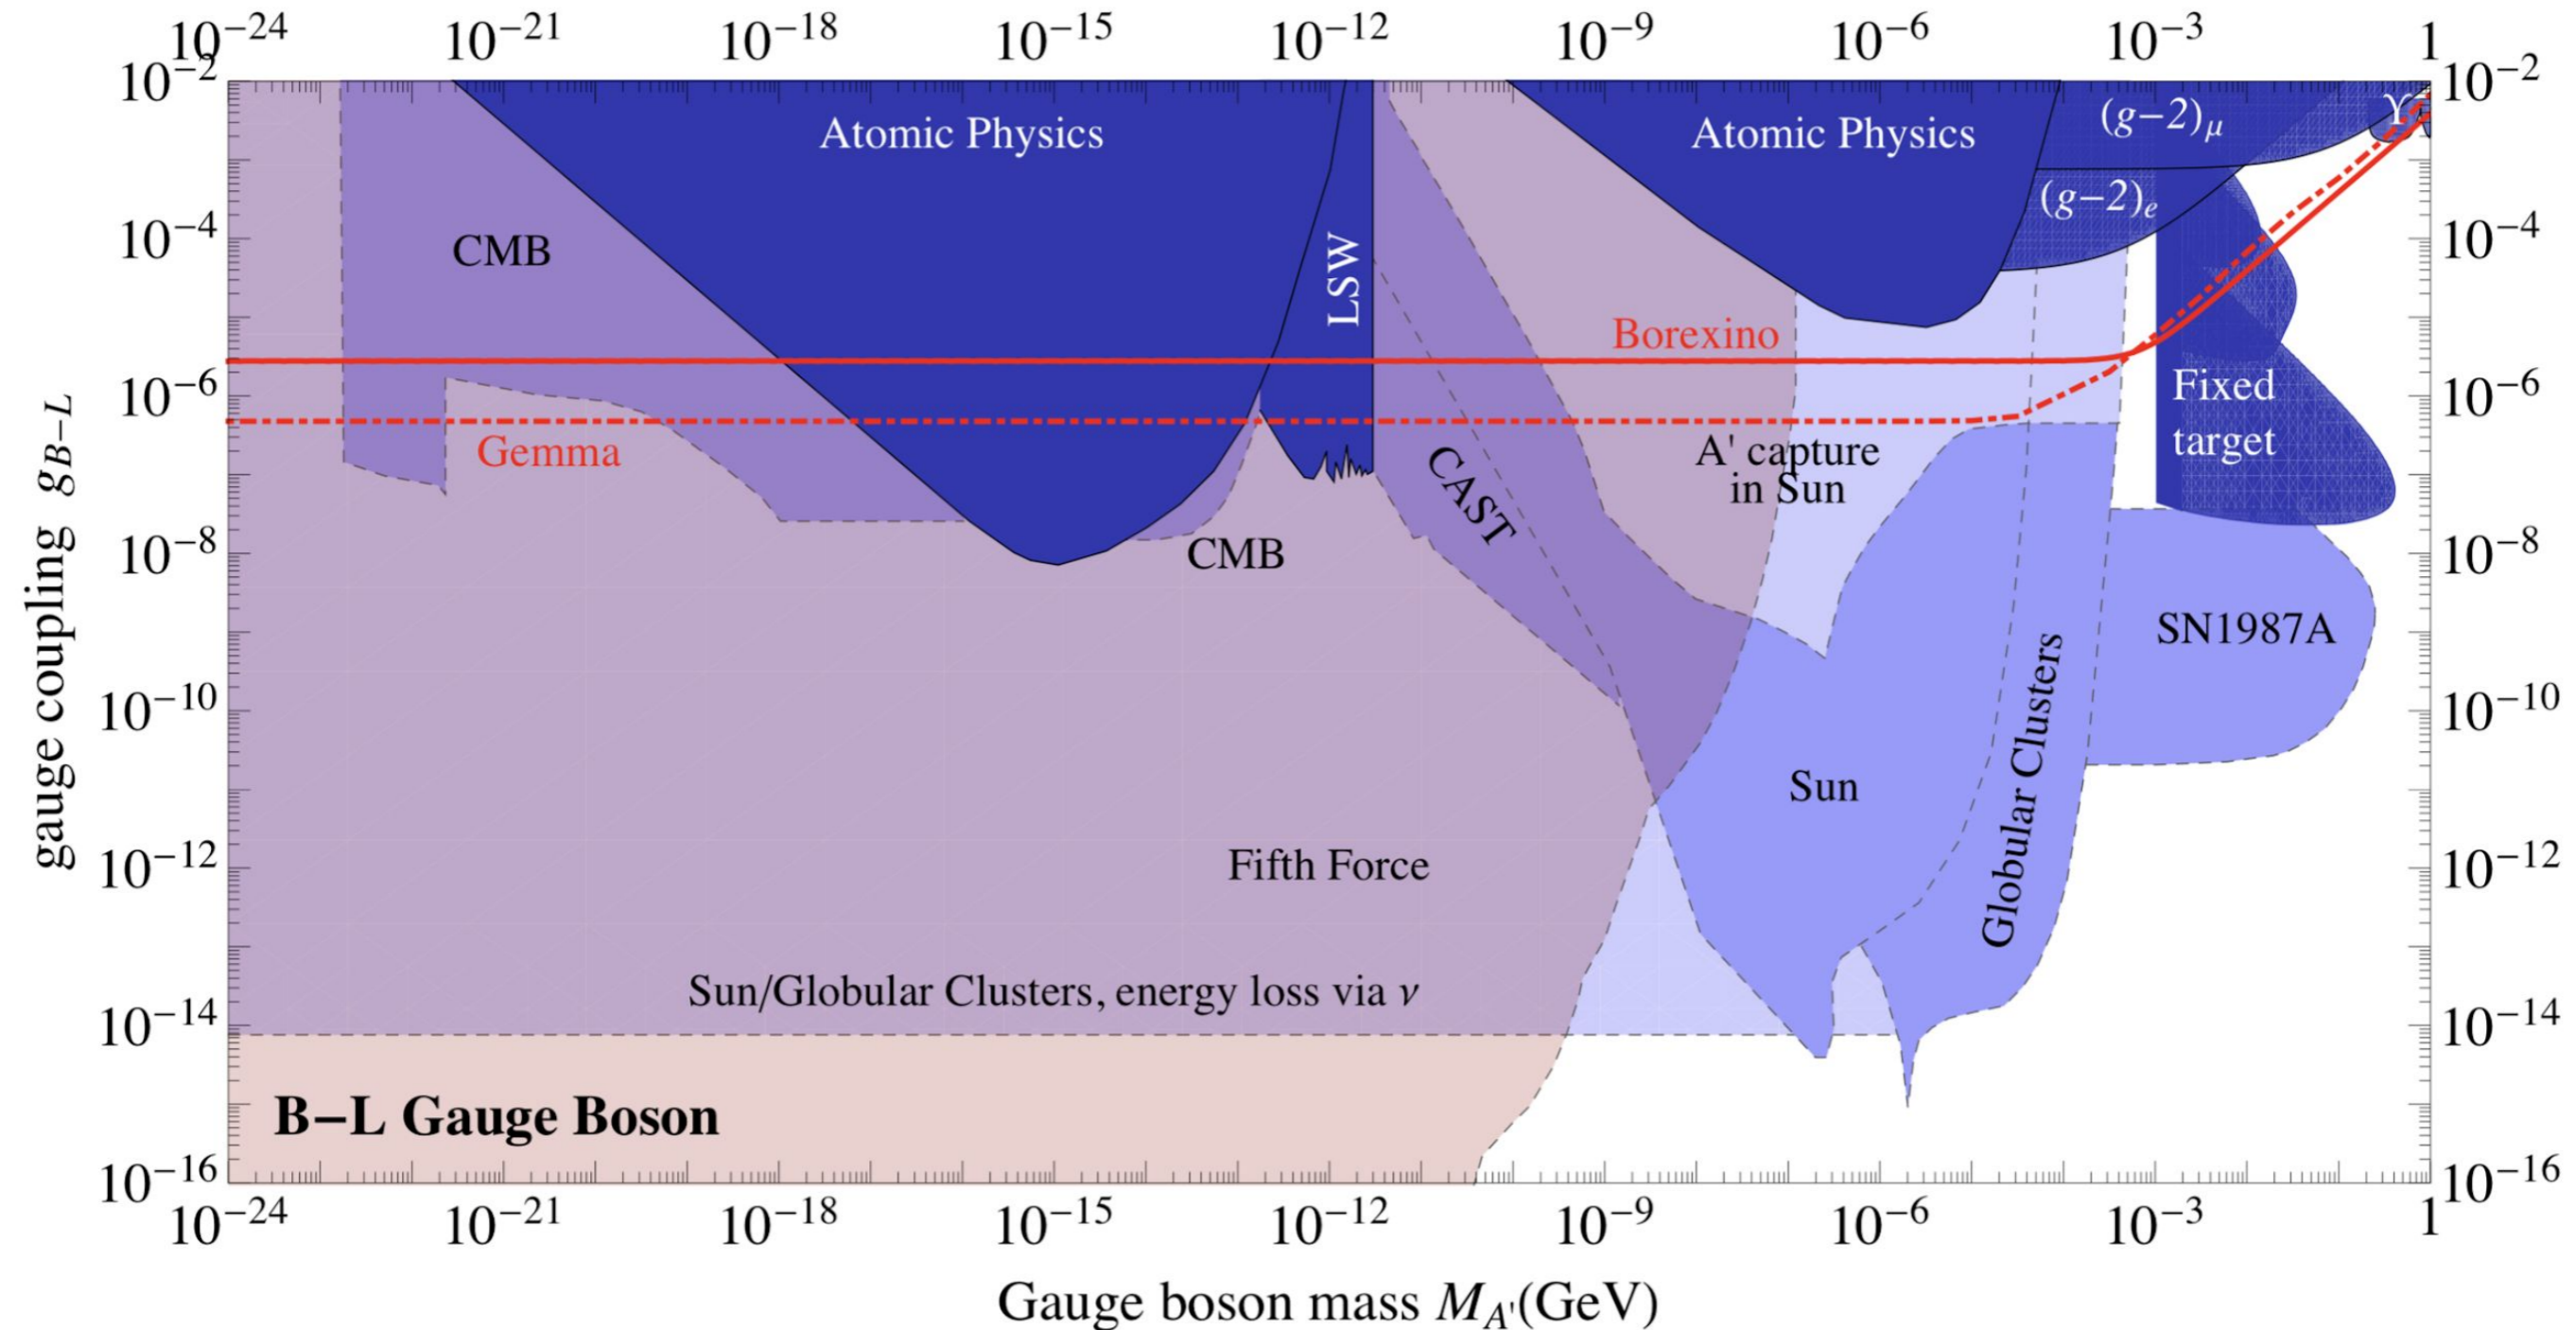 10−24 10−21 10−18 10−15 10−12 10−9 10−6 10−3 1
10−2 10−2
Atomic Physics Atomic Physics (g−2)μ ϒ
(g−2)e
10−4 CMB LSW 10−4
Borexino
10−6 Fixed 10−6
Gemma A' capture target
in Sun
CAST
10−8 CMB 10−8
SN1987A
gauge coupling gB−L
10−10 10−10
Sun Globular Clusters
10−12 Fifth Force 10−12
Sun/Globular Clusters, energy loss via ν
10−14 10−14
B−L Gauge Boson
10−16 10−16
10−24 10−21 10−18 10−15 10−12 10−9 10−6 10−3 1
Gauge boson mass MA'(GeV)